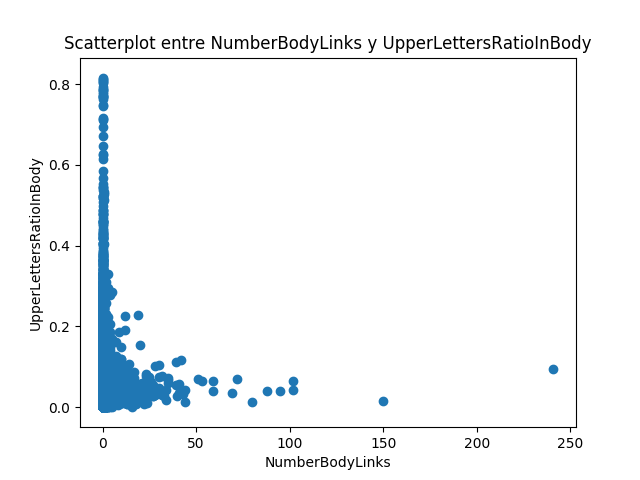 Scatterplot entre NumberBodyLinks y UpperLettersRatioInBody
UpperLettersRatioInBody
0.8
0.6
0.4
0.2
0.0
0 50 100 150 200 250
NumberBodyLinks